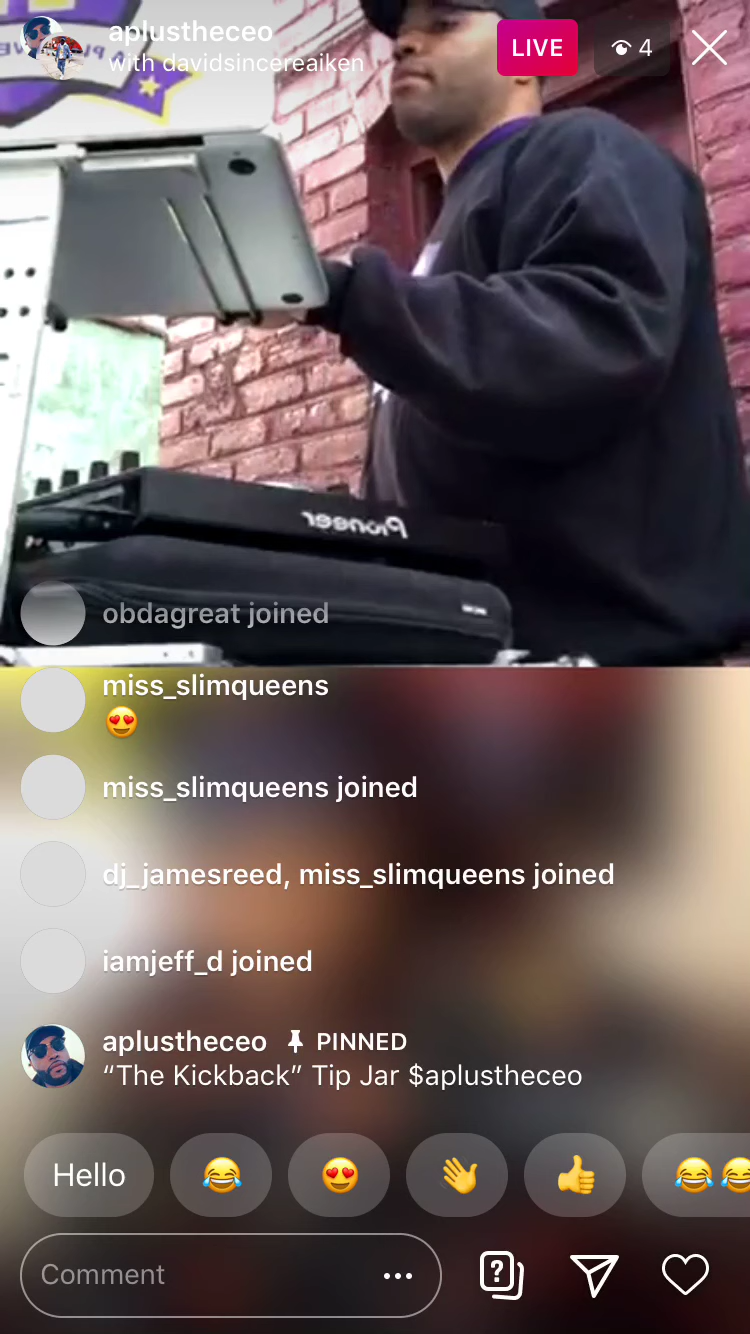 aplustheceo
with davidsincereaiken
LIVE
4
Pioneer
obdagreat joined
miss_slimqueens
😍
miss_slimqueens joined
dj_jamesreed, miss_slimqueens joined
iamjeff_d joined
aplustheceo PINNED
“The Kickback” Tip Jar $aplustheceo
Hello 😂 😍 👋 👍 😂😂
Comment